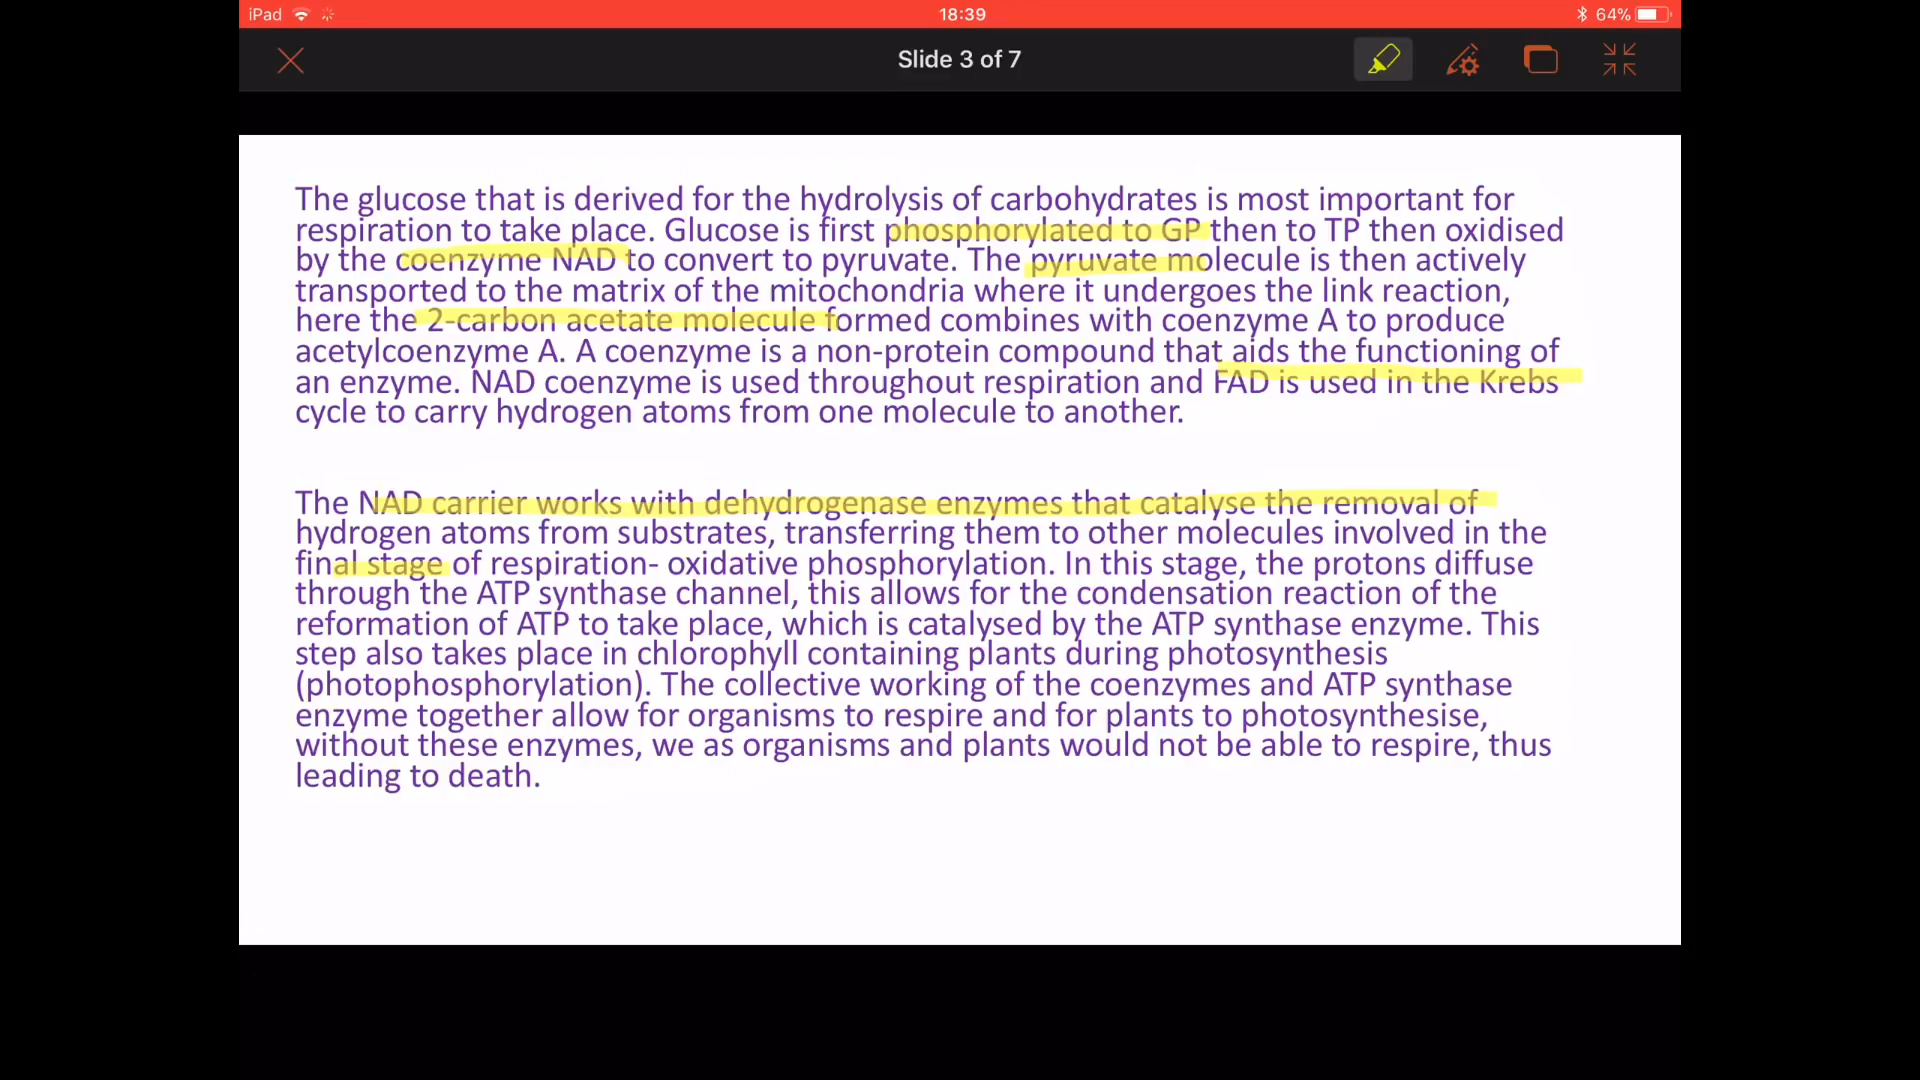 iPad 18:39 64%
Slide 3 of 7
The glucose that is derived for the hydrolysis of carbohydrates is most important for
respiration to take place. Glucose is first phosphorylated to GP then to TP then oxidised
by the coenzyme NAD to convert to pyruvate. The pyruvate molecule is then actively
transported to the matrix of the mitochondria where it undergoes the link reaction,
here the 2-carbon acetate molecule formed combines with coenzyme A to produce
acetylcoenzyme A. A coenzyme is a non-protein compound that aids the functioning of
an enzyme. NAD coenzyme is used throughout respiration and FAD is used in the Krebs
cycle to carry hydrogen atoms from one molecule to another.
The NAD carrier works with dehydrogenase enzymes that catalyse the removal of
hydrogen atoms from substrates, transferring them to other molecules involved in the
final stage of respiration- oxidative phosphorylation. In this stage, the protons diffuse
through the ATP synthase channel, this allows for the condensation reaction of the
reformation of ATP to take place, which is catalysed by the ATP synthase enzyme. This
step also takes place in chlorophyll containing plants during photosynthesis
(photophosphorylation). The collective working of the coenzymes and ATP synthase
enzyme together allow for organisms to respire and for plants to photosynthesise,
without these enzymes, we as organisms and plants would not be able to respire, thus
leading to death.